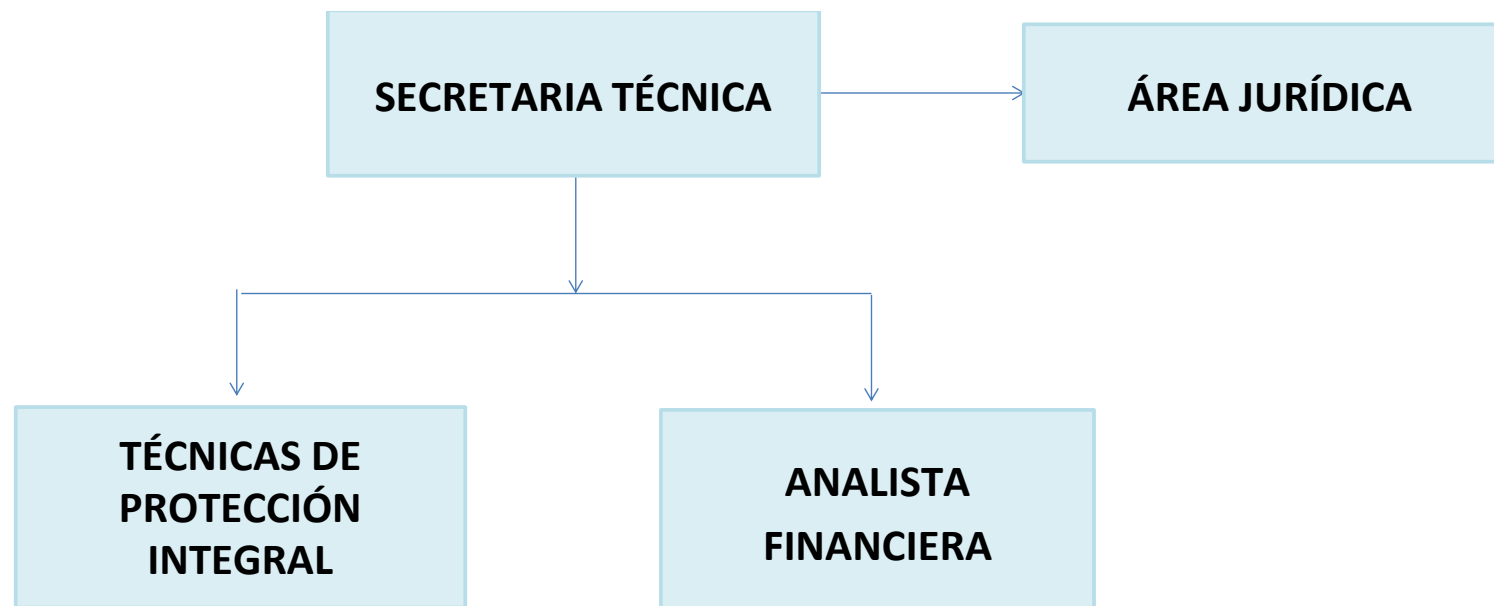 SECRETARIA TÉCNICA
ÁREA JURÍDICA
TÉCNICAS DE
PROTECCIÓN
INTEGRAL
ANALISTA
FINANCIERA